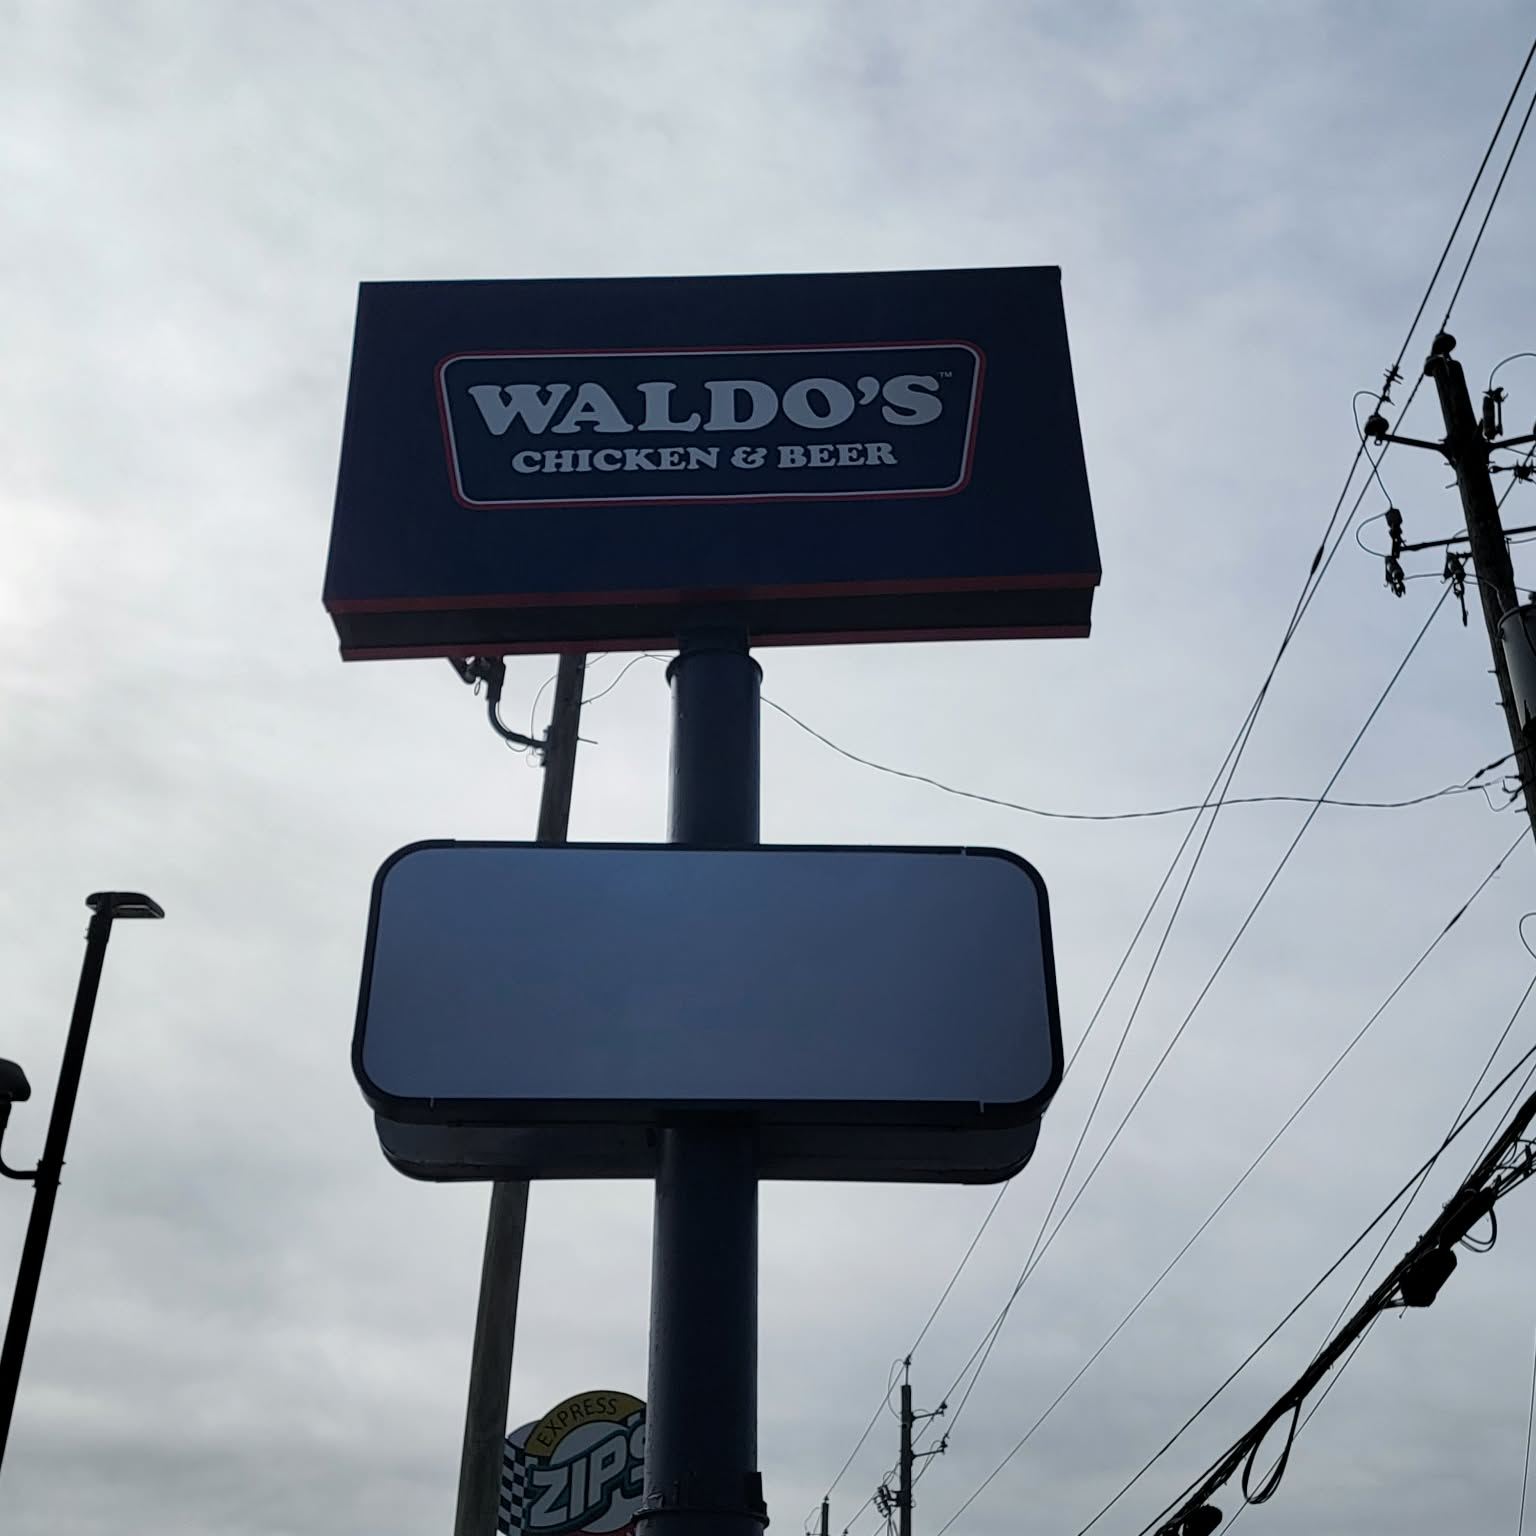 WALDO'S™
CHICKEN & BEER
EXPRESS
ZIPS